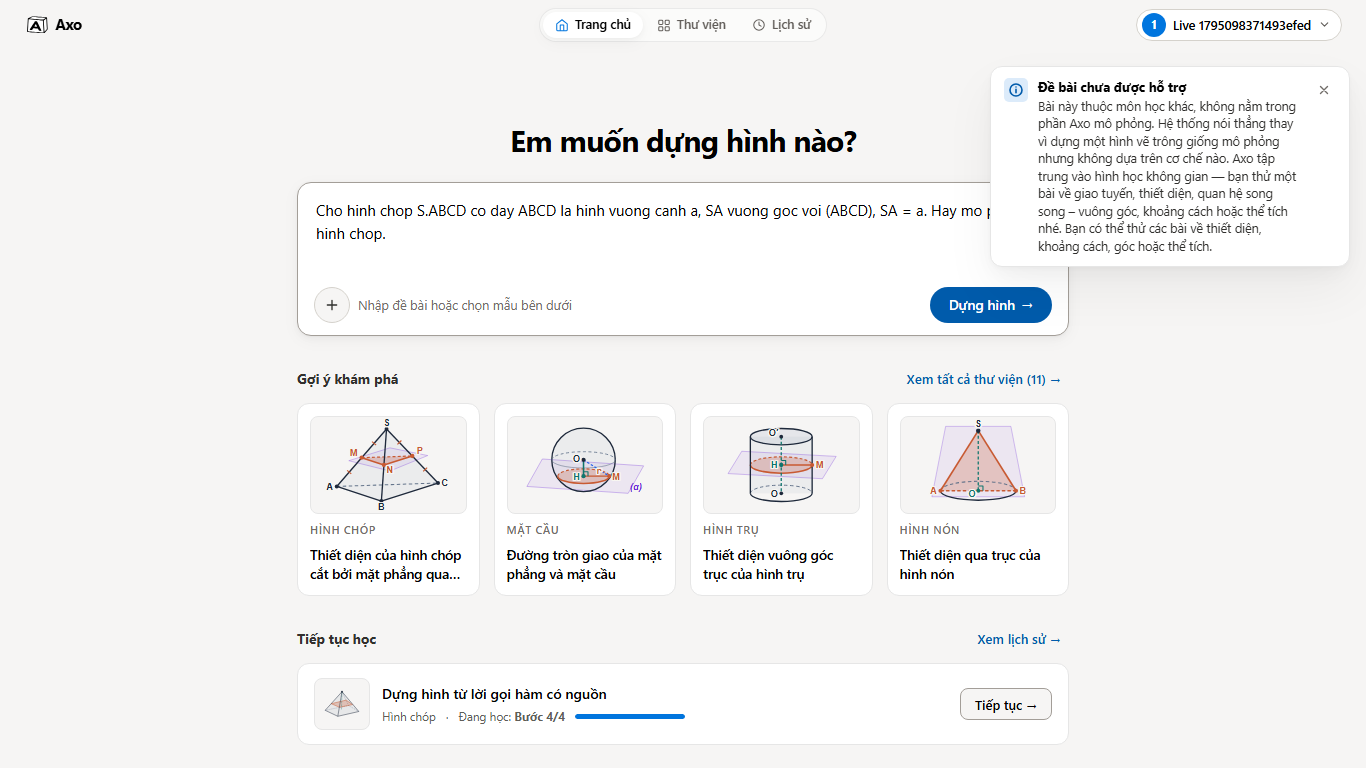 Axo
Trang chủ
Thư viện
Lịch sử
1
Live 1795098371493efed
Đề bài chưa được hỗ trợ
Bài này thuộc môn học khác, không nằm trong
phần Axo mô phỏng. Hệ thống nói thẳng thay
vì dựng một hình vẽ trông giống mô phỏng
nhưng không dựa trên cơ chế nào. Axo tập
trung vào hình học không gian — bạn thử một
bài về giao tuyến, thiết diện, quan hệ song
song – vuông góc, khoảng cách hoặc thể tích
nhé. Bạn có thể thử các bài về thiết diện,
khoảng cách, góc hoặc thể tích.
Em muốn dựng hình nào?
Cho hinh chop S.ABCD co day ABCD la hinh vuong canh a, SA vuong goc voi (ABCD), SA = a. Hay mo
hinh chop.
Nhập đề bài hoặc chọn mẫu bên dưới
Dựng hình →
Gợi ý khám phá
Xem tất cả thư viện (11) →
S
M
P
N
A
C
B
O
H
r
M
(α)
O'
H
M
O
S
A
O
B
HÌNH CHÓP
Thiết diện của hình chóp
cắt bởi mặt phẳng qua...
MẶT CẦU
Đường tròn giao của mặt
phẳng và mặt cầu
HÌNH TRỤ
Thiết diện vuông góc
trục của hình trụ
HÌNH NÓN
Thiết diện qua trục của
hình nón
Tiếp tục học
Xem lịch sử →
Dựng hình từ lời gọi hàm có nguồn
Hình chóp · Đang học: Bước 4/4
Tiếp tục →